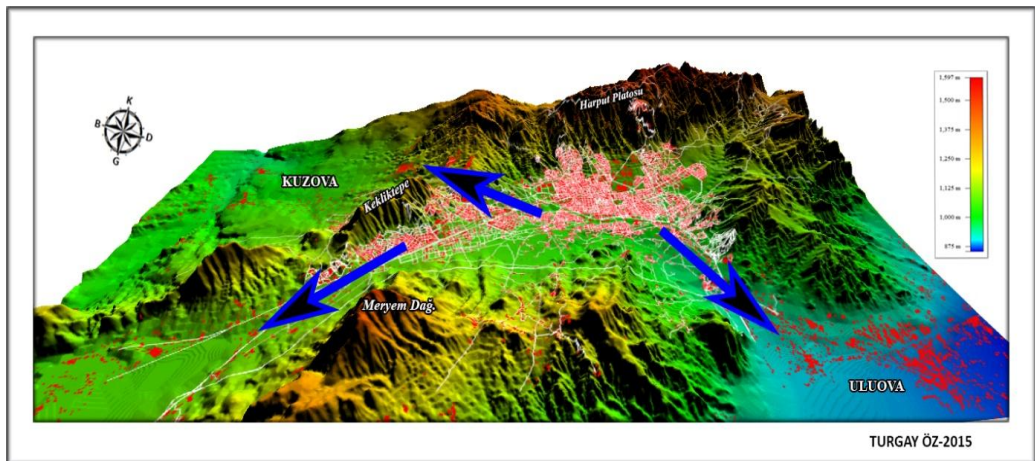 K
B
D
G
Harput Platosu
KUZOVA
Kekliktepe
Meryem Dağ.
ULUOVA
1,597 m
1,500 m
1,375 m
1,250 m
1,125 m
1,000 m
875 m
TURGAY ÖZ-2015